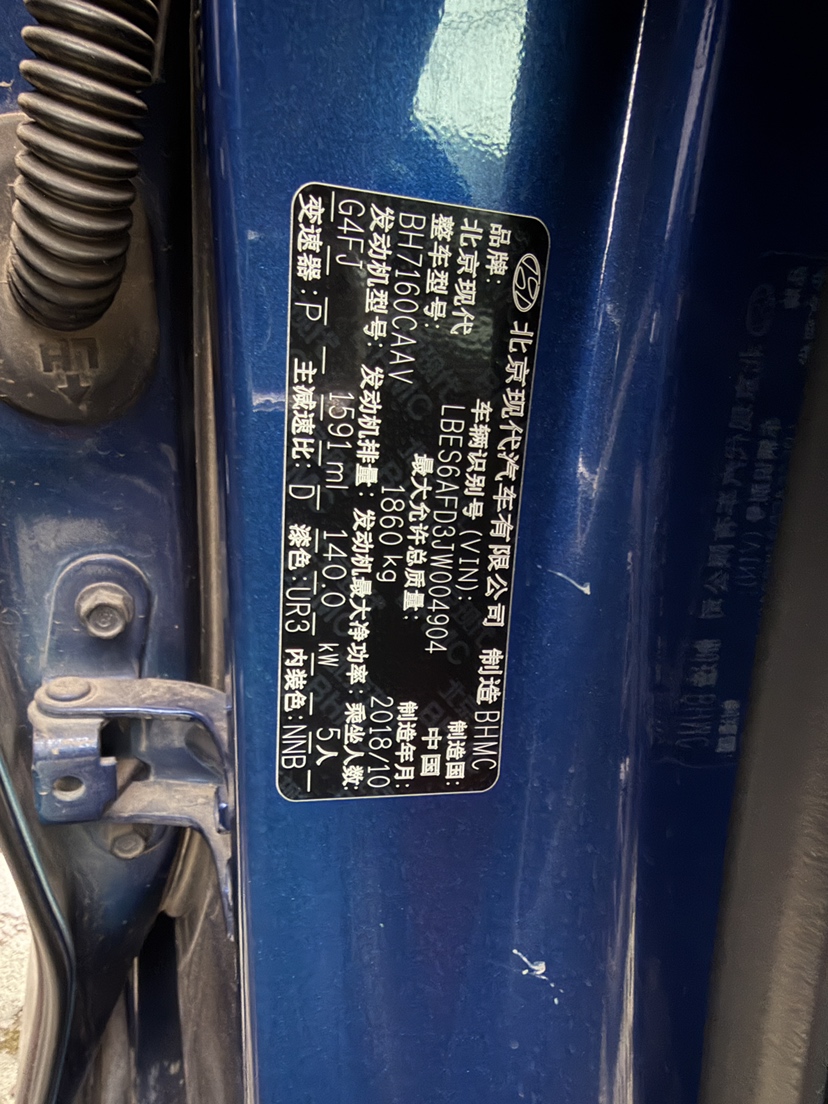 北京现代汽车有限公司 制造 BHMC
品牌: 车辆识别号 (VIN): 制造国:
北京现代 LBES6AFD3JW004904 中国
整车型号: 最大允许总质量: 制造年月:
BH7160CAAV 1860 kg 2018/10
发动机型号: 发动机排量: 发动机最大净功率: 乘坐人数:
G4FJ 1591 ml 140.0 kW 5人
变速器: P 主减速比: D 漆色: UR3 内装色: NNB